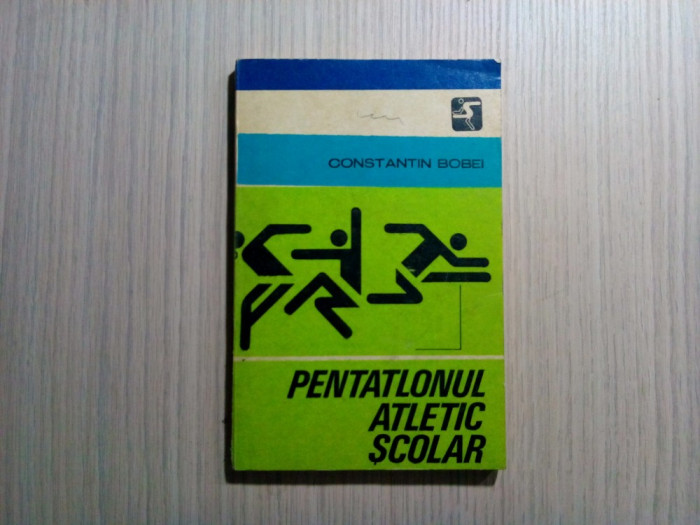 CONSTANTIN BOBEI
PENTATLONUL
ATLETIC
ȘCOLAR